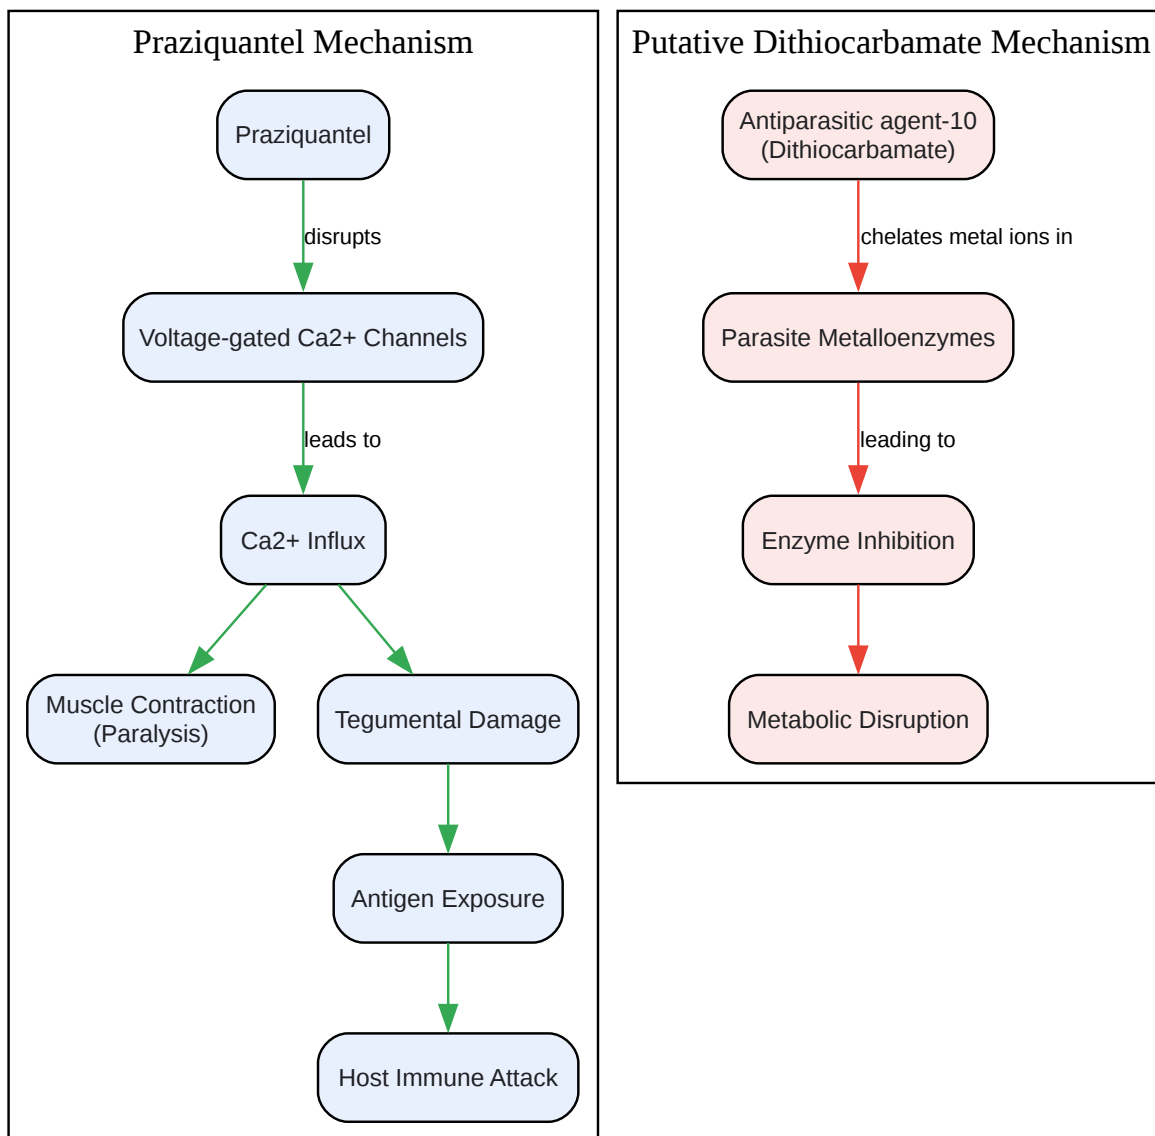 Praziquantel Mechanism
Praziquantel
disrupts
Voltage-gated Ca2+ Channels
leads to
Ca2+ Influx
Muscle Contraction
(Paralysis)
Tegumental Damage
Antigen Exposure
Host Immune Attack
Putative Dithiocarbamate Mechanism
Antiparasitic agent-10
(Dithiocarbamate)
chelates metal ions in
Parasite Metalloenzymes
leading to
Enzyme Inhibition
Metabolic Disruption